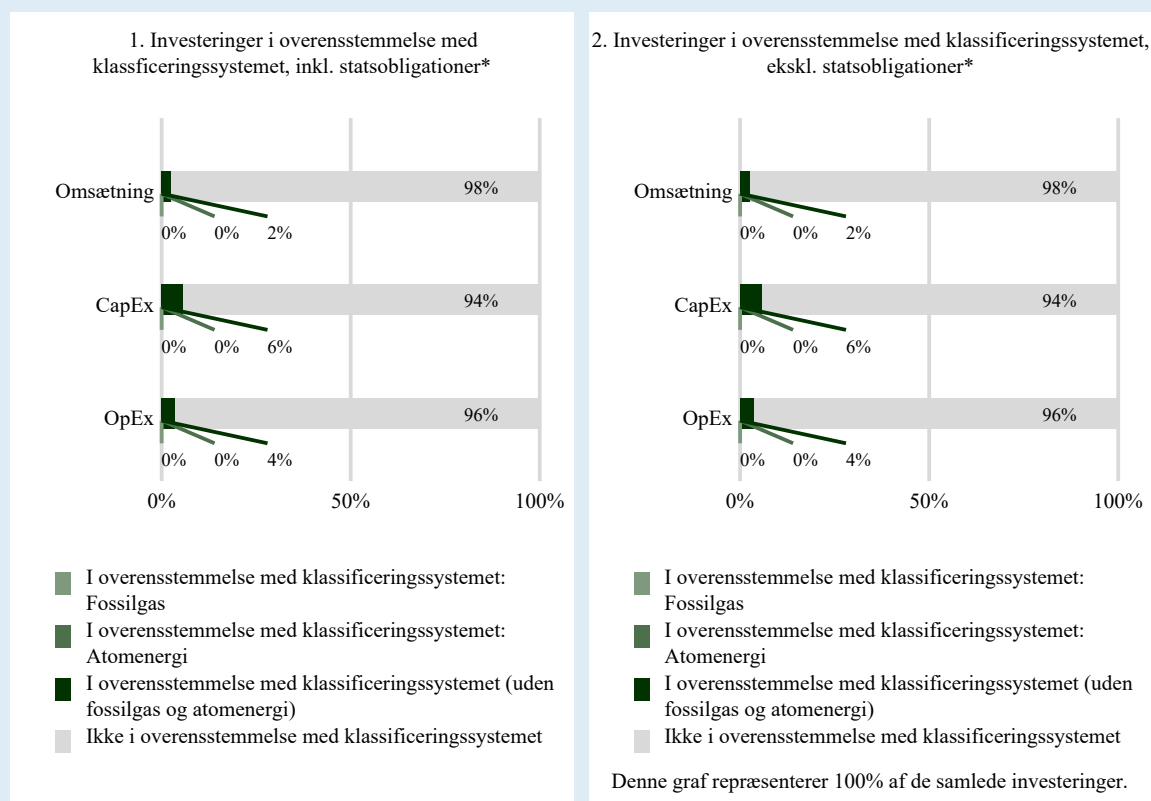 1. Investeringer i overensstemmelse med
klassficeringssystemet, inkl. statsobligationer*
Omsætning
98%
0% 0% 2%
CapEx
94%
0% 0% 6%
OpEx
96%
0% 0% 4%
0% 50% 100%
I overensstemmelse med klassificeringssystemet:
Fossilgas
I overensstemmelse med klassificeringssystemet:
Atomenergi
I overensstemmelse med klassificeringssystemet (uden
fossilgas og atomenergi)
Ikke i overensstemmelse med klassificeringssystemet
2. Investeringer i overensstemmelse med klassificeringssystemet,
ekskl. statsobligationer*
Omsætning
98%
0% 0% 2%
CapEx
94%
0% 0% 6%
OpEx
96%
0% 0% 4%
0% 50% 100%
I overensstemmelse med klassificeringssystemet:
Fossilgas
I overensstemmelse med klassificeringssystemet:
Atomenergi
I overensstemmelse med klassificeringssystemet (uden
fossilgas og atomenergi)
Ikke i overensstemmelse med klassificeringssystemet
Denne graf repræsenterer 100% af de samlede investeringer.